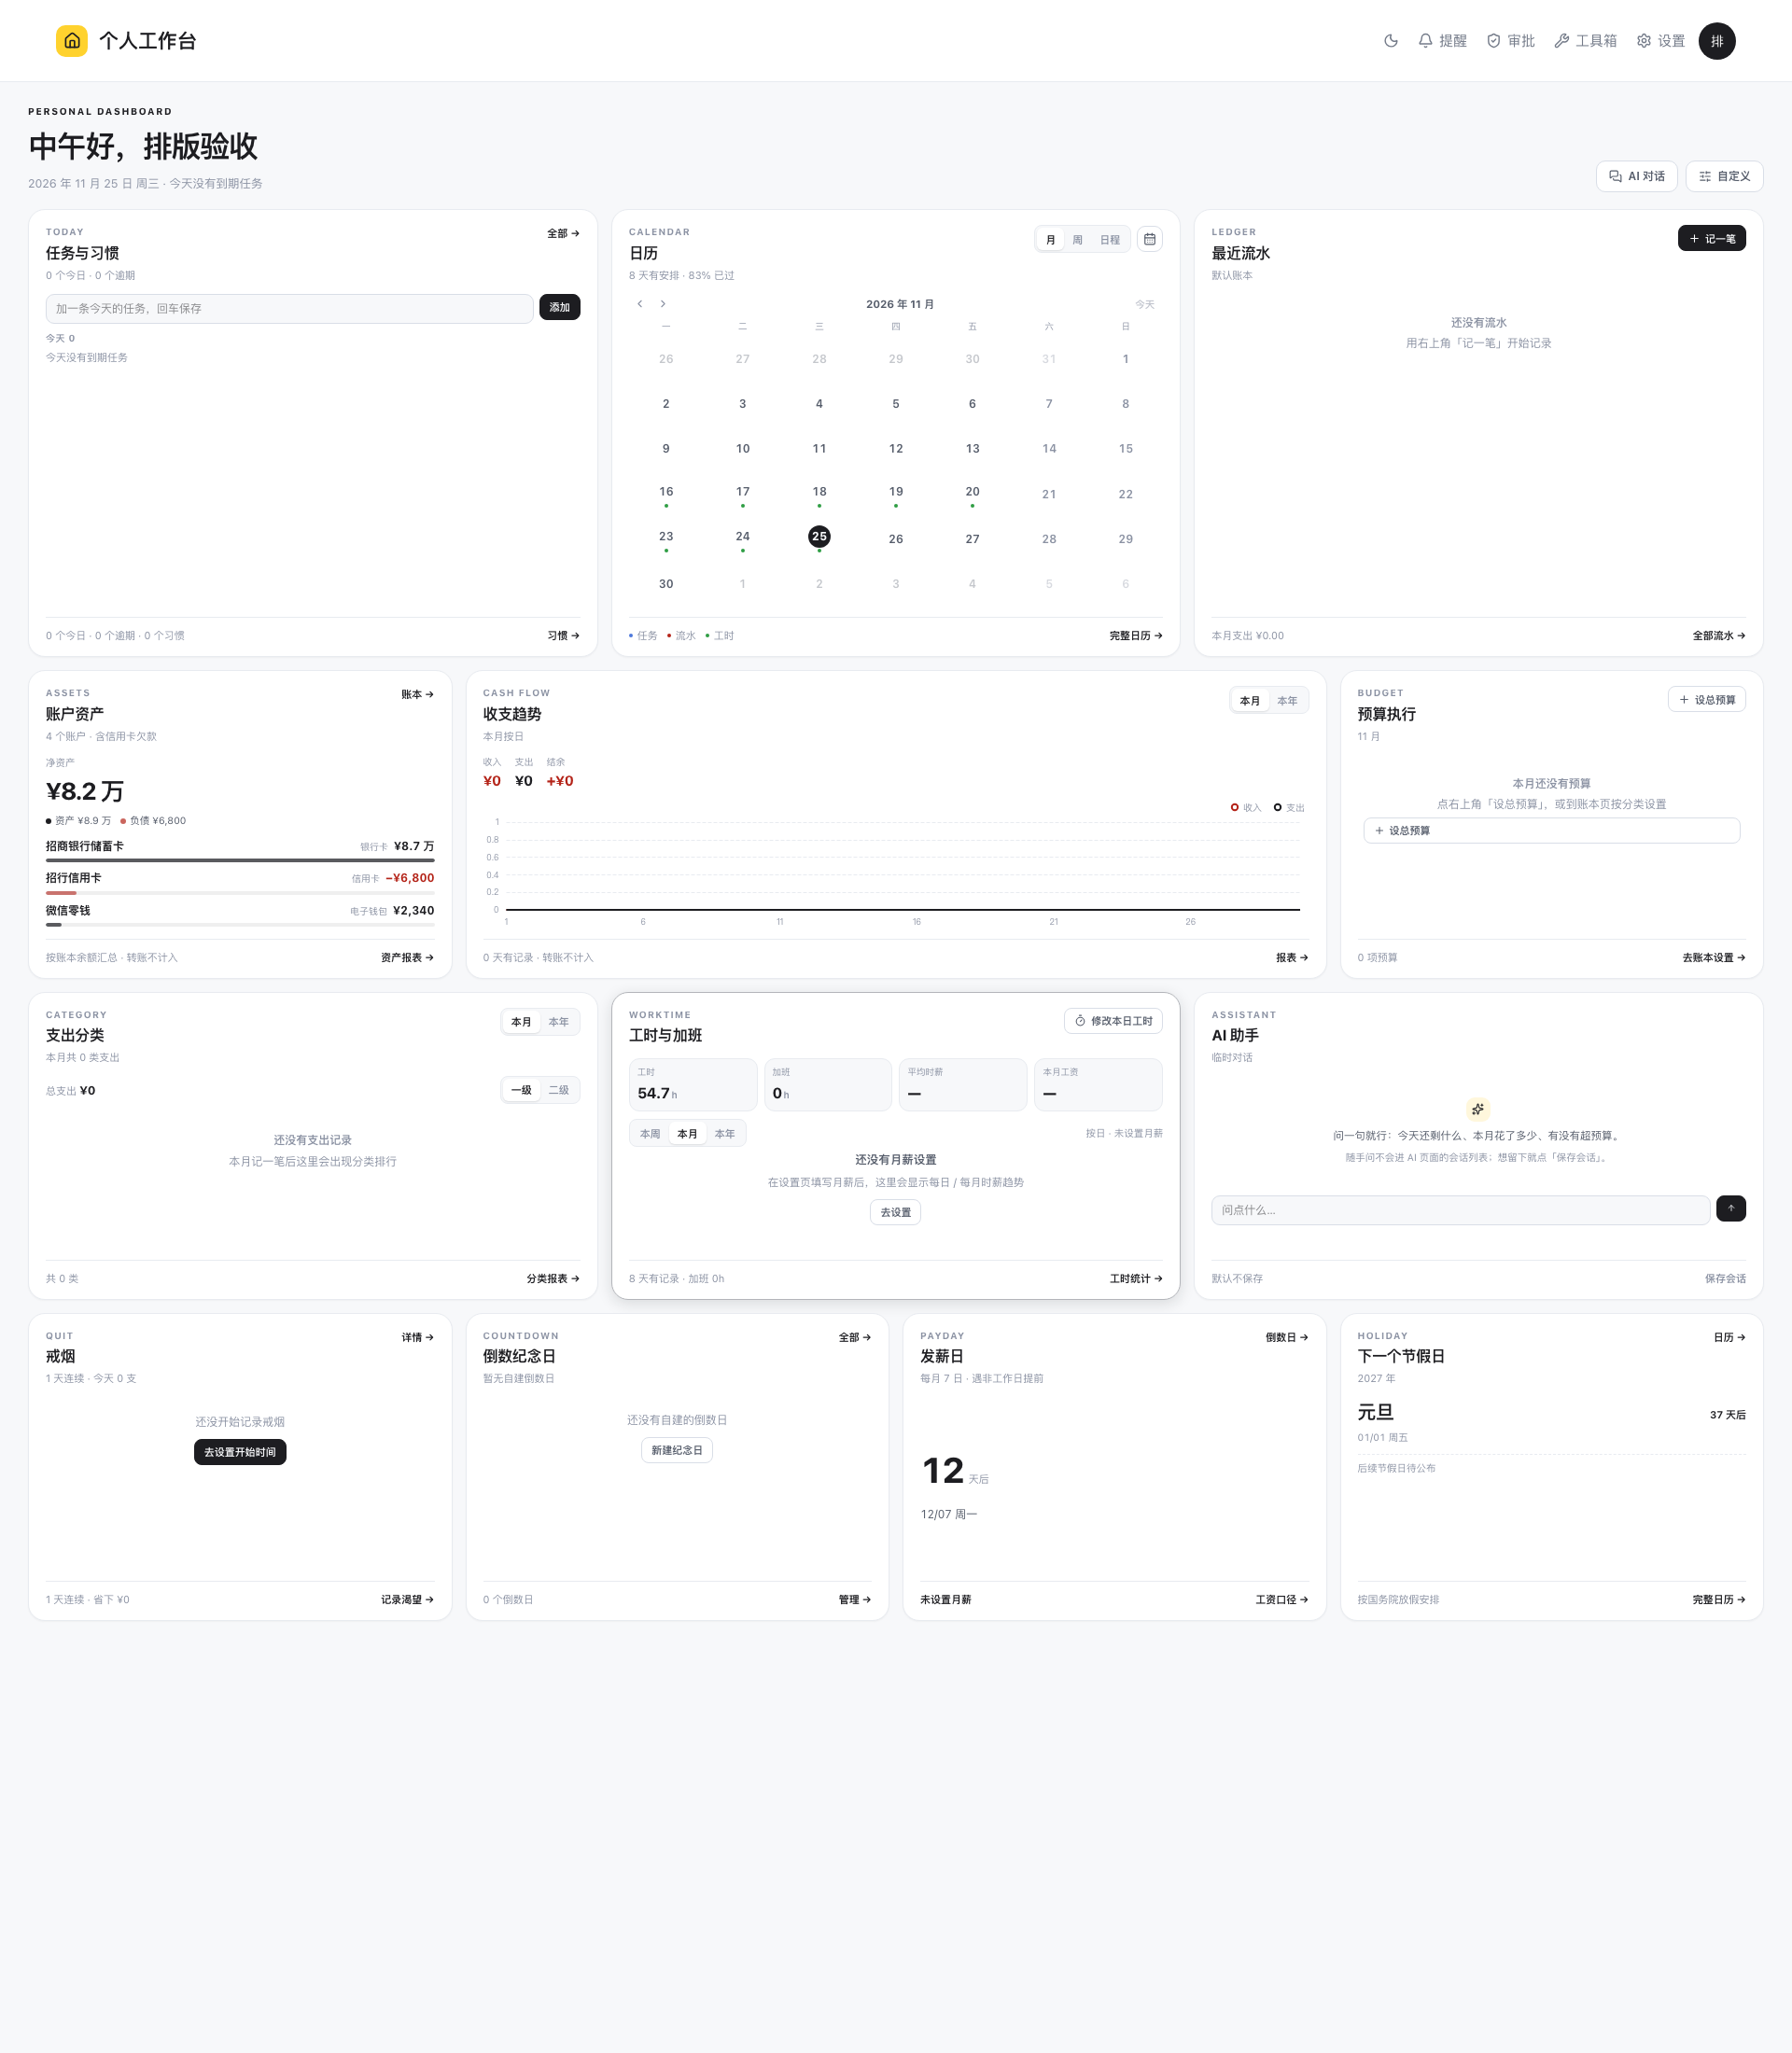 个人工作台
提醒
审批
工具箱
设置
排
PERSONAL DASHBOARD
中午好，排版验收
2026 年 11 月 25 日 周三 · 今天没有到期任务
AI 对话
自定义
TODAY
全部 →
任务与习惯
0 个今日 · 0 个逾期
加一条今天的任务，回车保存
添加
今天 0
今天没有到期任务
0 个今日 · 0 个逾期 · 0 个习惯
习惯 →
CALENDAR
月 周 日程
日历
8 天有安排 · 83% 已过
2026 年 11 月
今天
一 二 三 四 五 六 日
26 27 28 29 30 31 1
2 3 4 5 6 7 8
9 10 11 12 13 14 15
16 17 18 19 20 21 22
23 24 25 26 27 28 29
30 1 2 3 4 5 6
任务 流水 工时
完整日历 →
LEDGER
+ 记一笔
最近流水
默认账本
还没有流水
用右上角「记一笔」开始记录
本月支出 ¥0.00
全部流水 →
ASSETS
账本 →
账户资产
4 个账户 · 含信用卡欠款
净资产
¥8.2 万
资产 ¥8.9 万 负债 ¥6,800
招商银行储蓄卡 银行卡 ¥8.7 万
招行信用卡 信用卡 −¥6,800
微信零钱 电子钱包 ¥2,340
按账本余额汇总 · 转账不计入
资产报表 →
CASH FLOW
本月 本年
收支趋势
本月按日
收入 支出 结余
¥0 ¥0 +¥0
收入 支出
1
0.8
0.6
0.4
0.2
0
1 6 11 16 21 26
0 天有记录 · 转账不计入
报表 →
BUDGET
+ 设总预算
预算执行
11 月
本月还没有预算
点右上角「设总预算」，或到账本页按分类设置
+ 设总预算
0 项预算
去账本设置 →
CATEGORY
本月 本年
支出分类
本月共 0 类支出
总支出 ¥0
一级 二级
还没有支出记录
本月记一笔后这里会出现分类排行
共 0 类
分类报表 →
WORKTIME
修改本日工时
工时与加班
工时 加班 平均时薪 本月工资
54.7 h 0 h — —
本周 本月 本年
按日 · 未设置月薪
还没有月薪设置
在设置页填写月薪后，这里会显示每日 / 每月时薪趋势
去设置
8 天有记录 · 加班 0h
工时统计 →
ASSISTANT
AI 助手
临时对话
问一句就行：今天还剩什么、本月花了多少、有没有超预算。
随手问不会进 AI 页面的会话列表；想留下就点「保存会话」。
问点什么…
↑
默认不保存
保存会话
QUIT
详情 →
戒烟
1 天连续 · 今天 0 支
还没开始记录戒烟
去设置开始时间
1 天连续 · 省下 ¥0
记录渴望 →
COUNTDOWN
全部 →
倒数纪念日
暂无自建倒数日
还没有自建的倒数日
新建纪念日
0 个倒数日
管理 →
PAYDAY
倒数日 →
发薪日
每月 7 日 · 遇非工作日提前
12 天后
12/07 周一
未设置月薪
工资口径 →
HOLIDAY
日历 →
下一个节假日
2027 年
元旦
37 天后
01/01 周五
后续节假日待公布
按国务院放假安排
完整日历 →